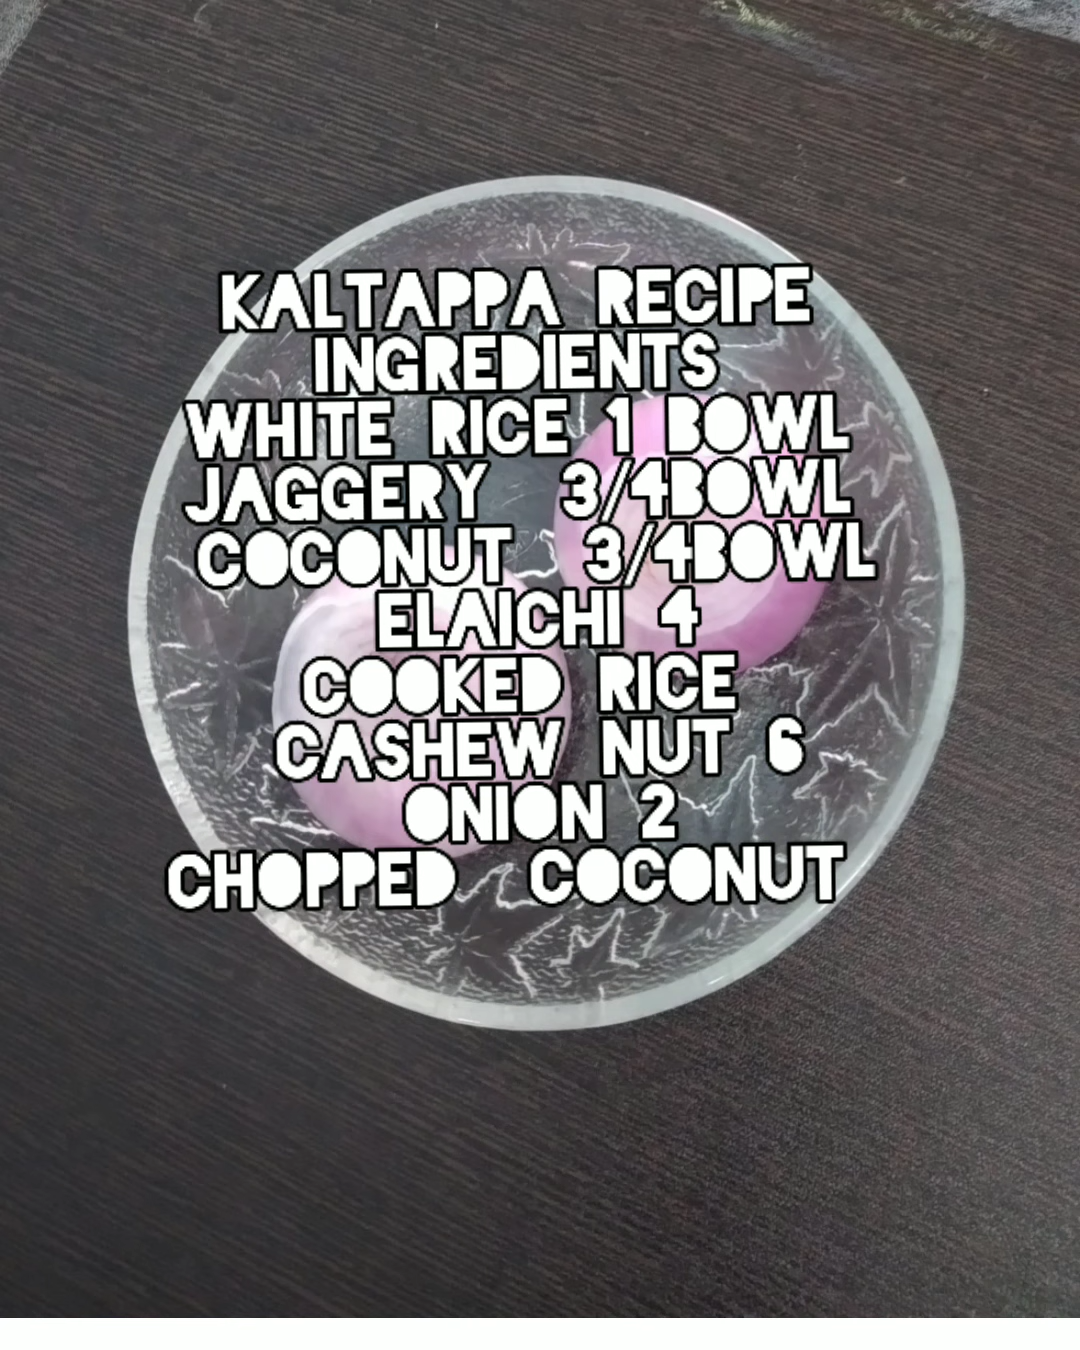 KALTAPPA RECIPE
INGREDIENTS
WHITE RICE 1 BOWL
JAGGERY 3/4BOWL
COCONUT 3/4BOWL
ELAICHI 4
COOKED RICE
CASHEW NUT 6
ONION 2
CHOPPED COCONUT